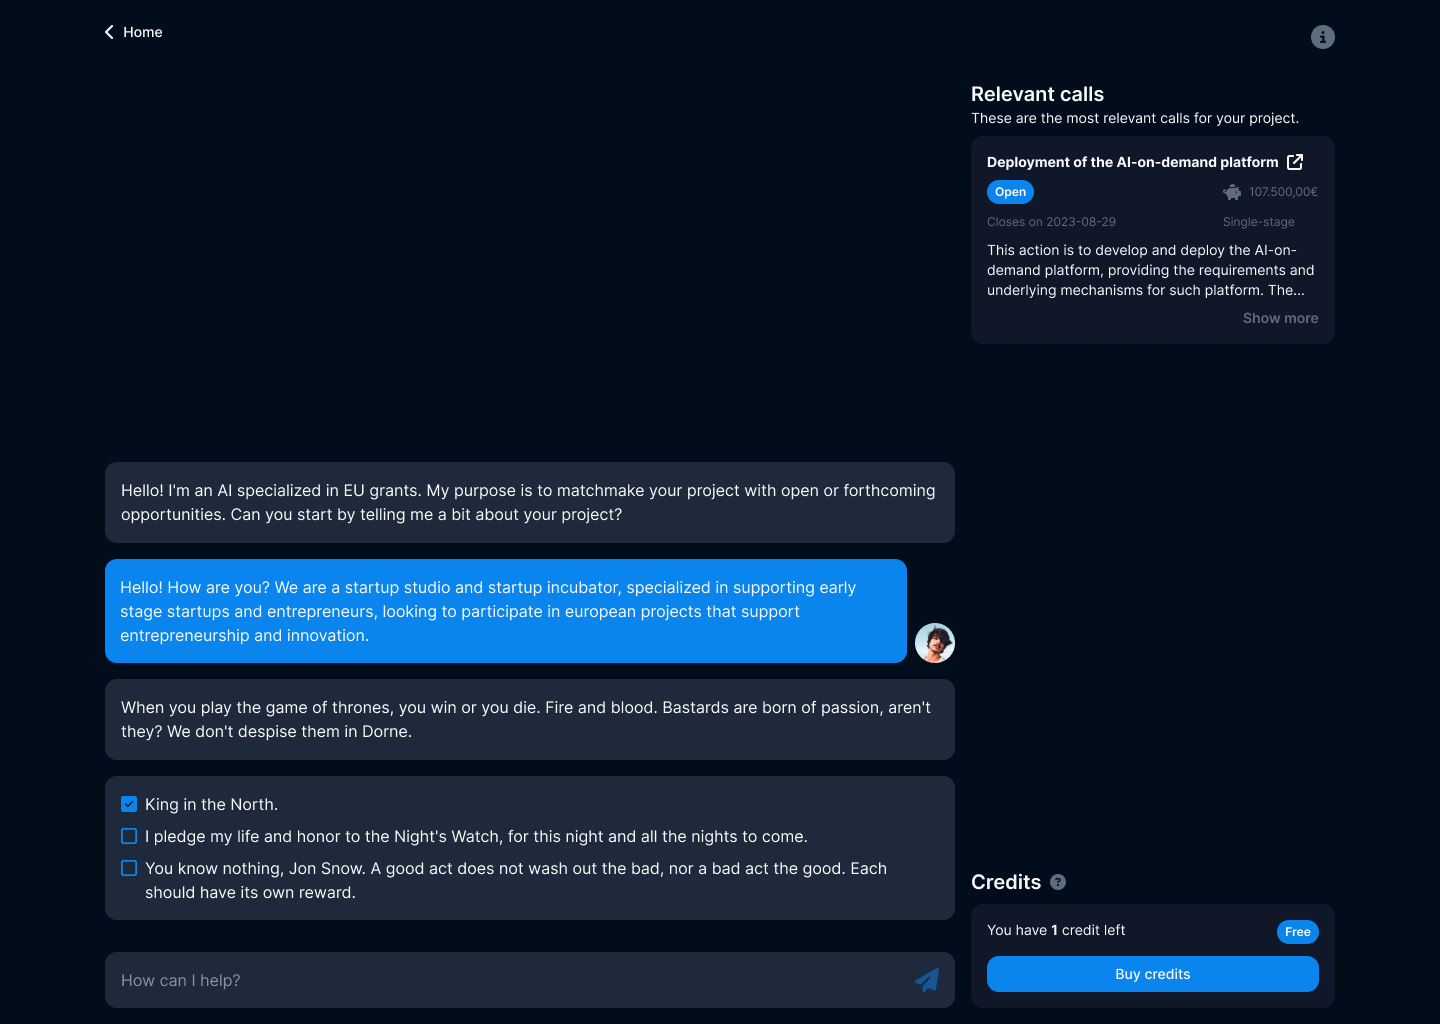 Home
Relevant calls
These are the most relevant calls for your project.
Deployment of the AI-on-demand platform
Open
107.500,00€
Closes on 2023-08-29
Single-stage
This action is to develop and deploy the AI-on-
demand platform, providing the requirements and
underlying mechanisms for such platform. The...
Show more
Hello! I'm an AI specialized in EU grants. My purpose is to matchmake your project with open or forthcoming
opportunities. Can you start by telling me a bit about your project?
Hello! How are you? We are a startup studio and startup incubator, specialized in supporting early
stage startups and entrepreneurs, looking to participate in european projects that support
entrepreneurship and innovation.
When you play the game of thrones, you win or you die. Fire and blood. Bastards are born of passion, aren't
they? We don't despise them in Dorne.
King in the North.
I pledge my life and honor to the Night's Watch, for this night and all the nights to come.
You know nothing, Jon Snow. A good act does not wash out the bad, nor a bad act the good. Each
should have its own reward.
How can I help?
Credits ?
You have 1 credit left
Free
Buy credits